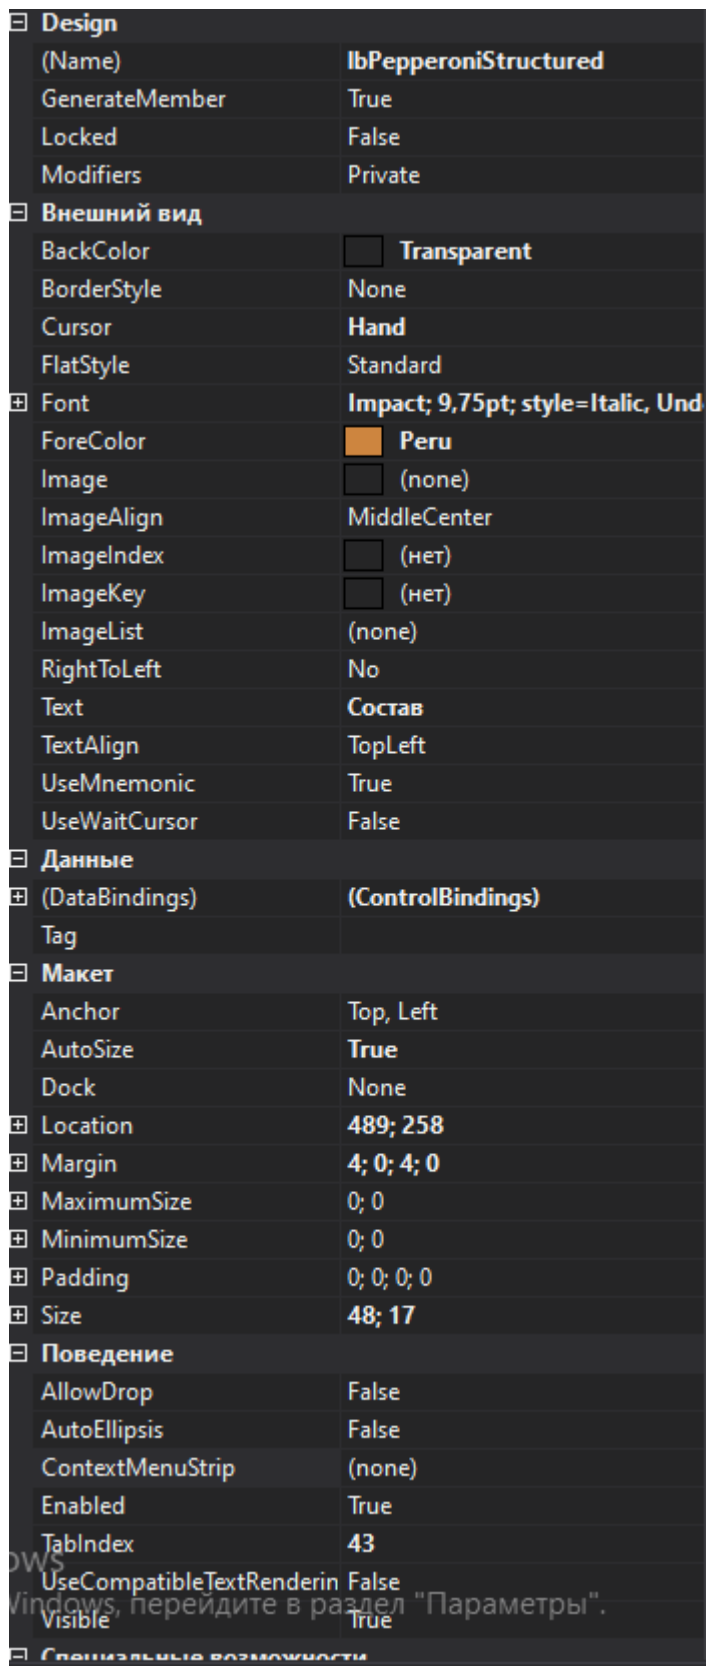 Design
(Name) lbPepperoniStructured
GenerateMember True
Locked False
Modifiers Private
Внешний вид
BackColor Transparent
BorderStyle None
Cursor Hand
FlatStyle Standard
Font Impact; 9,75pt; style=Italic, Und
ForeColor Peru
Image (none)
ImageAlign MiddleCenter
ImageIndex (нет)
ImageKey (нет)
ImageList (none)
RightToLeft No
Text Состав
TextAlign TopLeft
UseMnemonic True
UseWaitCursor False
Данные
(DataBindings) (ControlBindings)
Tag
Макет
Anchor Top, Left
AutoSize True
Dock None
Location 489; 258
Margin 4; 0; 4; 0
MaximumSize 0; 0
MinimumSize 0; 0
Padding 0; 0; 0; 0
Size 48; 17
Поведение
AllowDrop False
AutoEllipsis False
ContextMenuStrip (none)
Enabled True
TabIndex 43
ows
UseCompatibleTextRenderin False
Windows, перейдите в раздел "Параметры".
Visible True
Специальные возможности